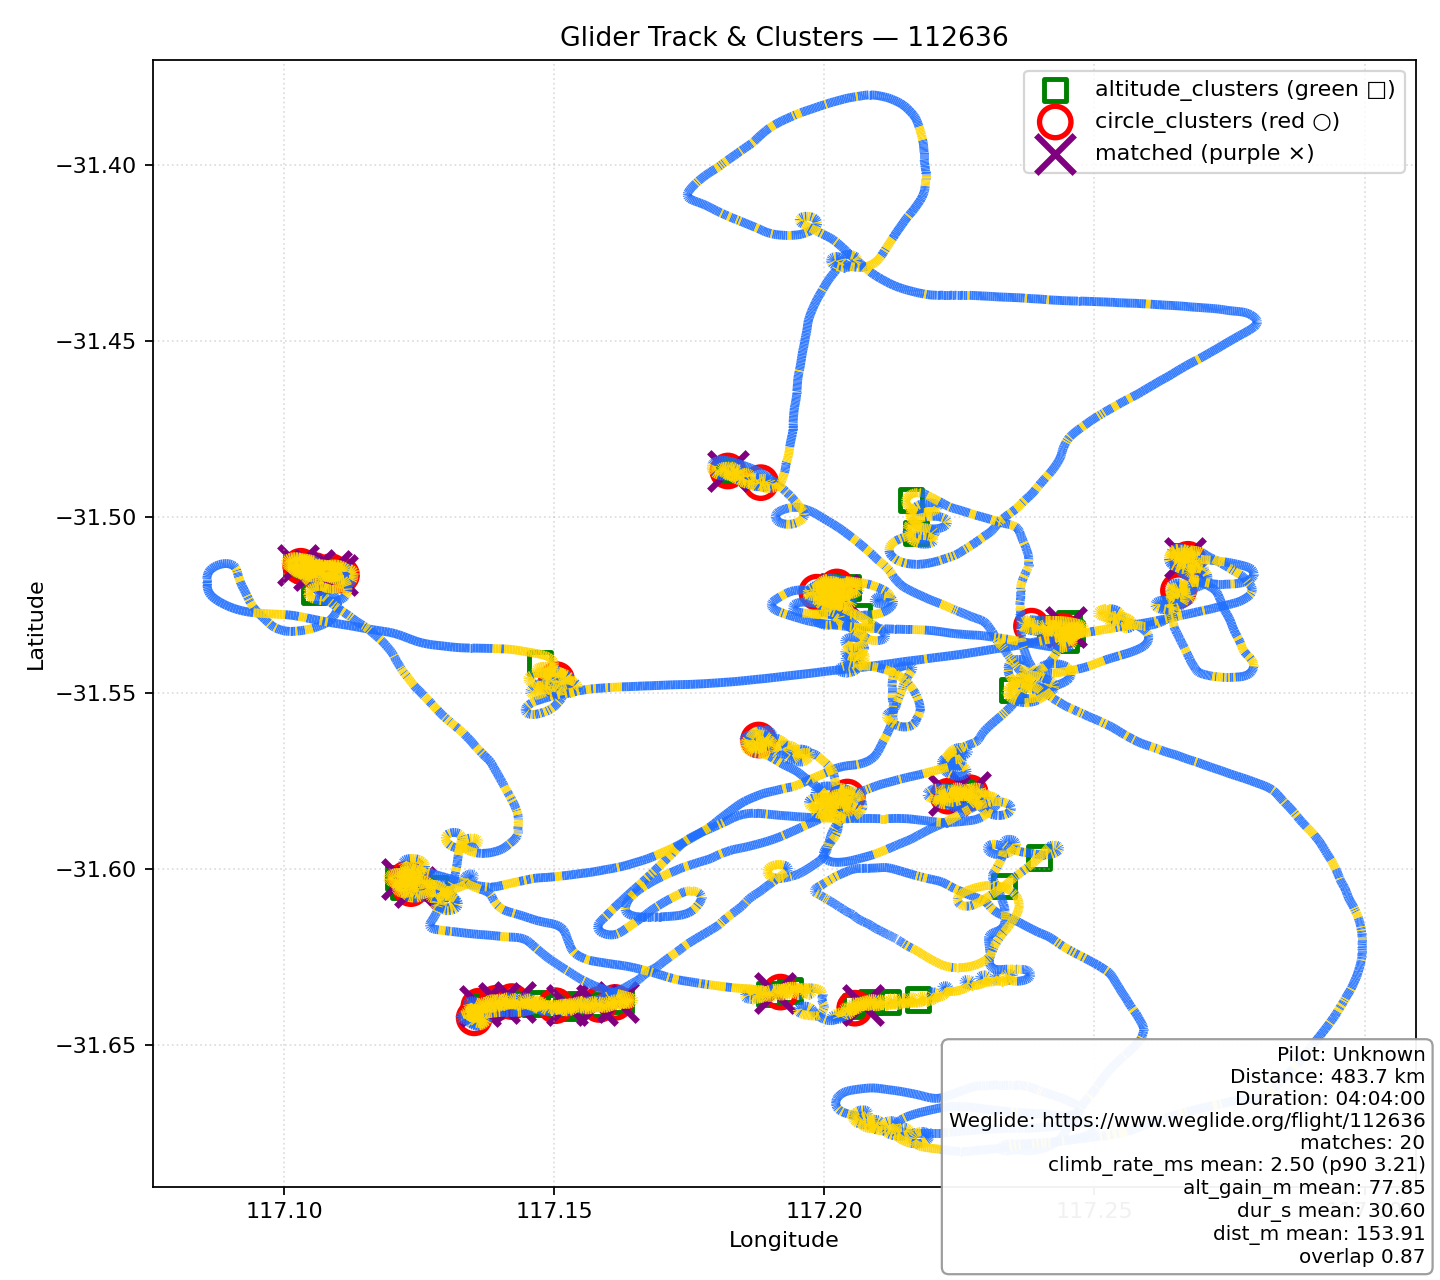 Glider Track & Clusters — 112636
altitude_clusters (green □)
circle_clusters (red ○)
matched (purple ×)
Latitude
−31.40
−31.45
−31.50
−31.55
−31.60
−31.65
117.10
117.15
117.20
117.25
Longitude
Pilot: Unknown
Distance: 483.7 km
Duration: 04:04:00
Weglide: https://www.weglide.org/flight/112636
matches: 20
climb_rate_ms mean: 2.50 (p90 3.21)
alt_gain_m mean: 77.85
dur_s mean: 30.60
dist_m mean: 153.91
overlap 0.87